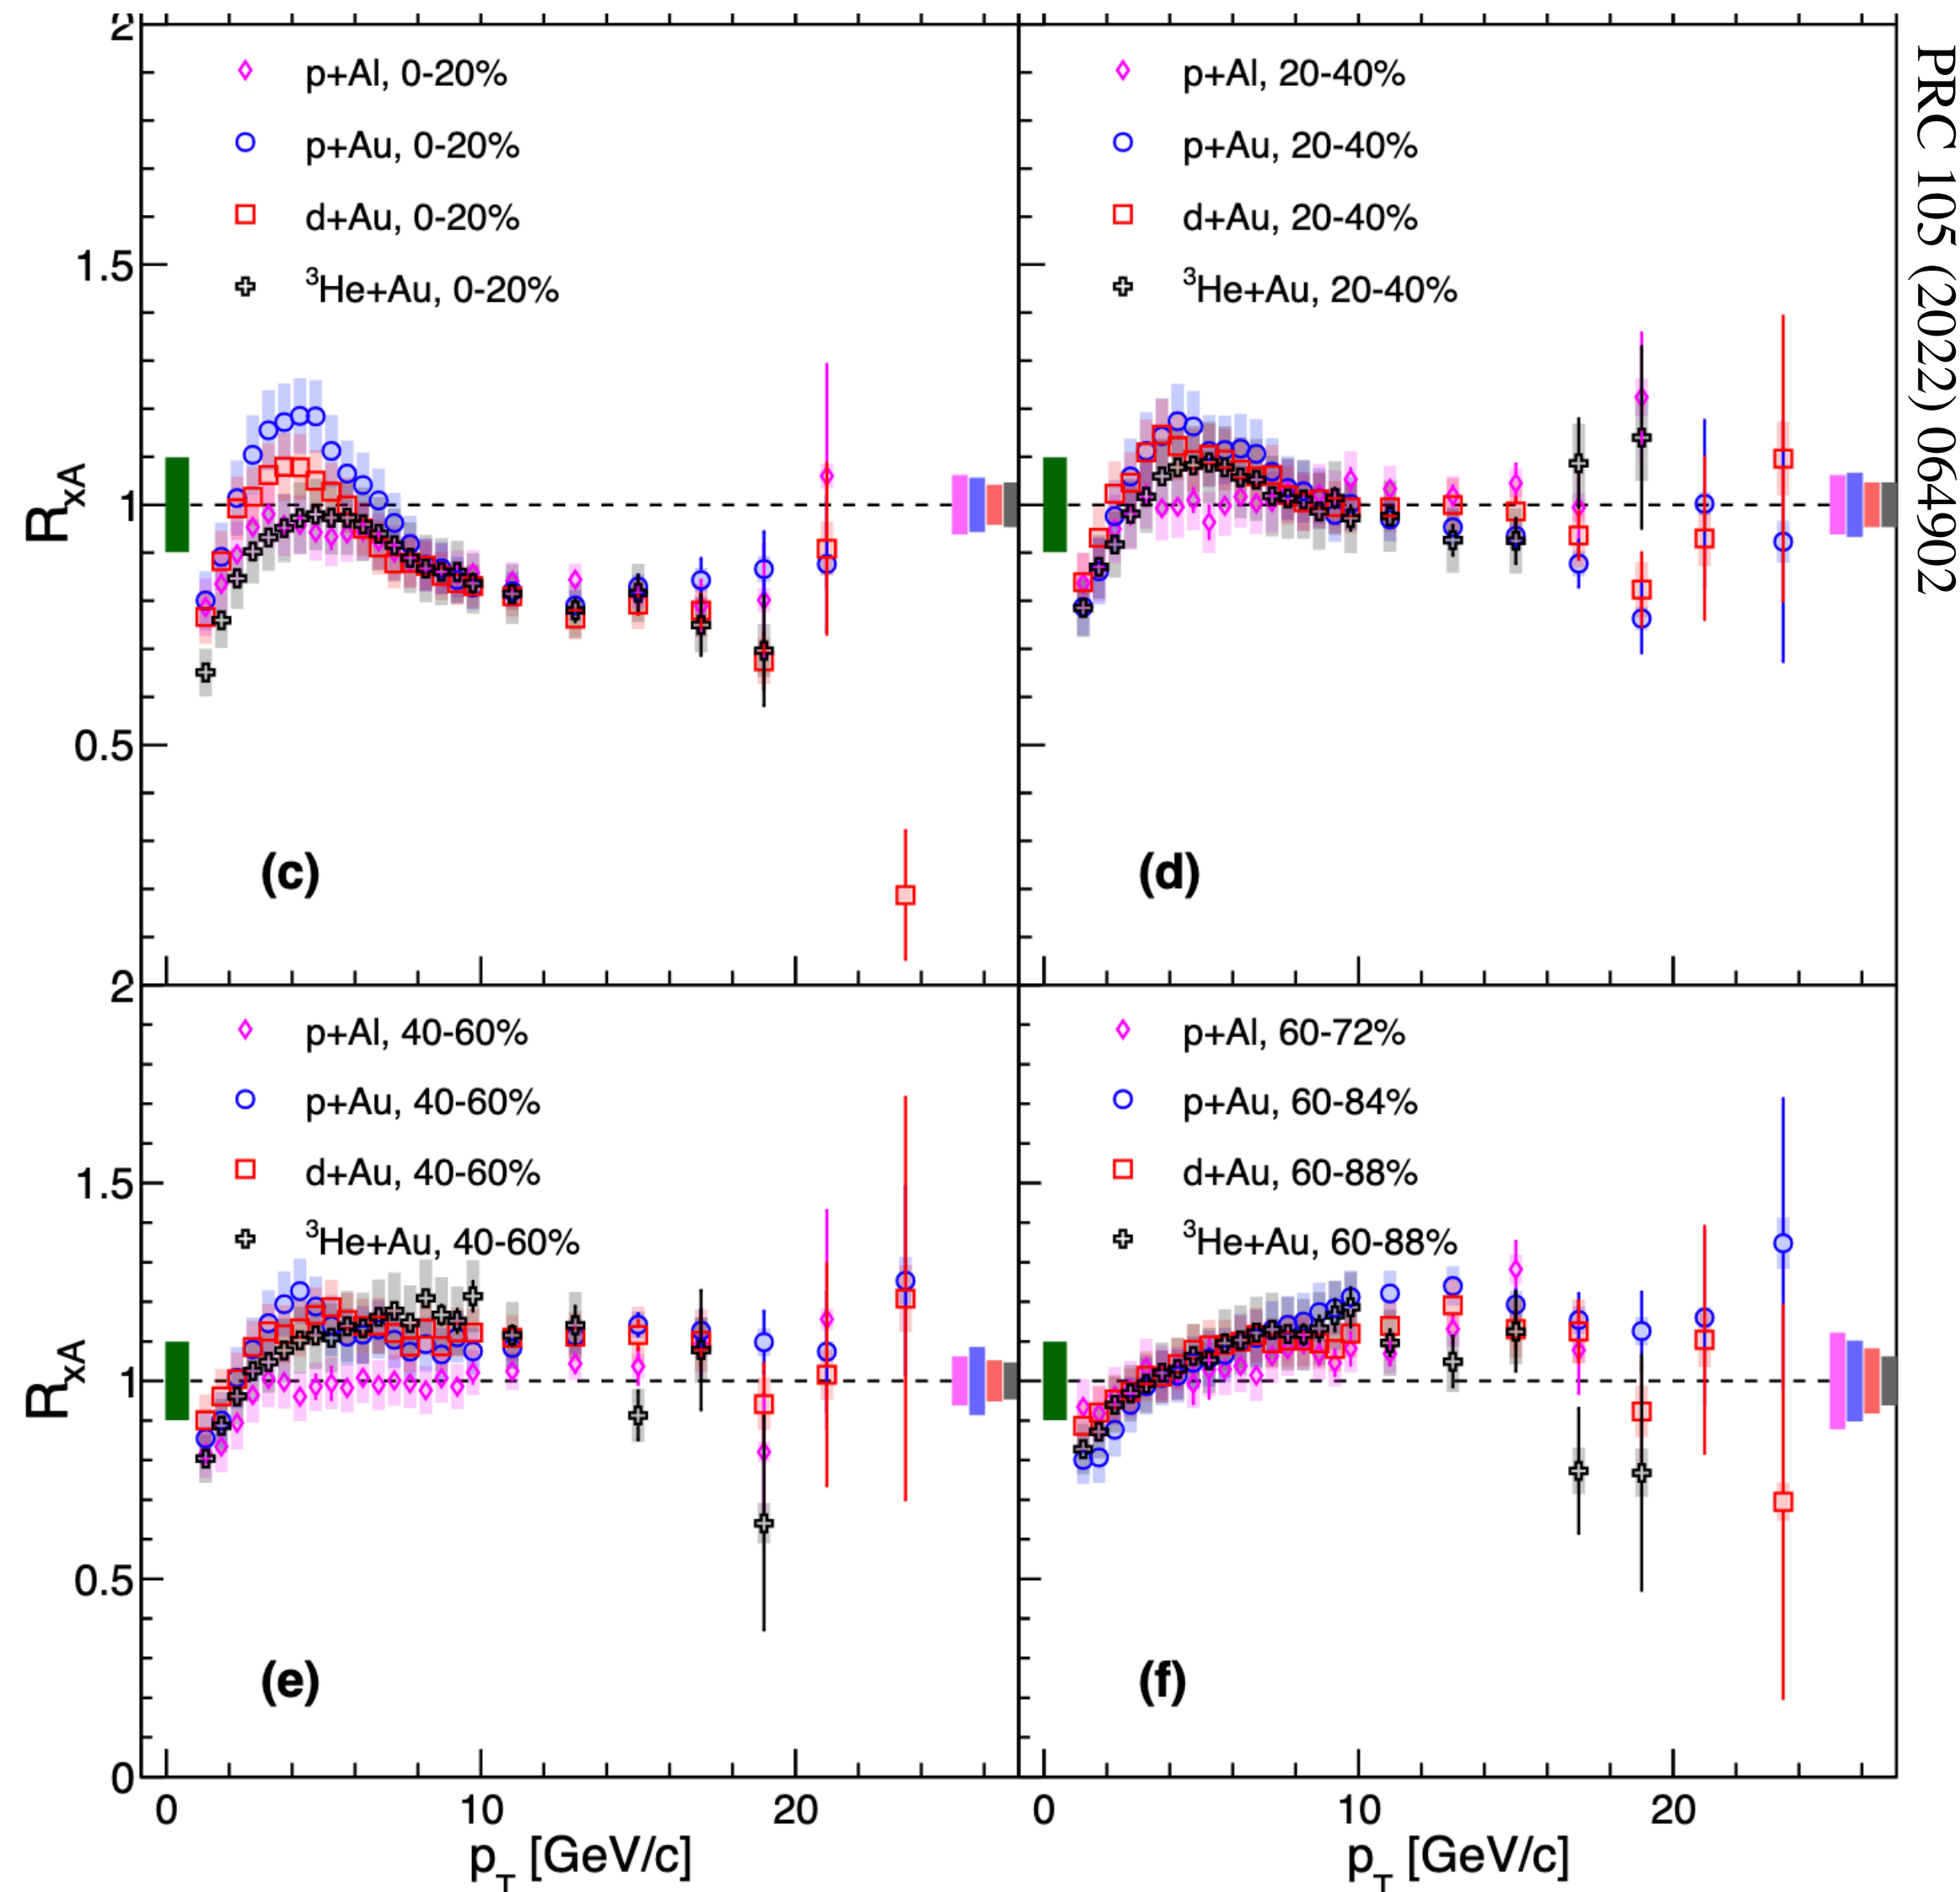 2
1.5
1
0.5
R_xA
p+Al, 0-20%
p+Au, 0-20%
d+Au, 0-20%
³He+Au, 0-20%
(c)
p+Al, 20-40%
p+Au, 20-40%
d+Au, 20-40%
³He+Au, 20-40%
(d)
PRC 105 (2022) 064902
2
1.5
1
0.5
0
R_xA
p+Al, 40-60%
p+Au, 40-60%
d+Au, 40-60%
³He+Au, 40-60%
(e)
p+Al, 60-72%
p+Au, 60-84%
d+Au, 60-88%
³He+Au, 60-88%
(f)
0 10 20
p_T [GeV/c]
0 10 20
p_T [GeV/c]